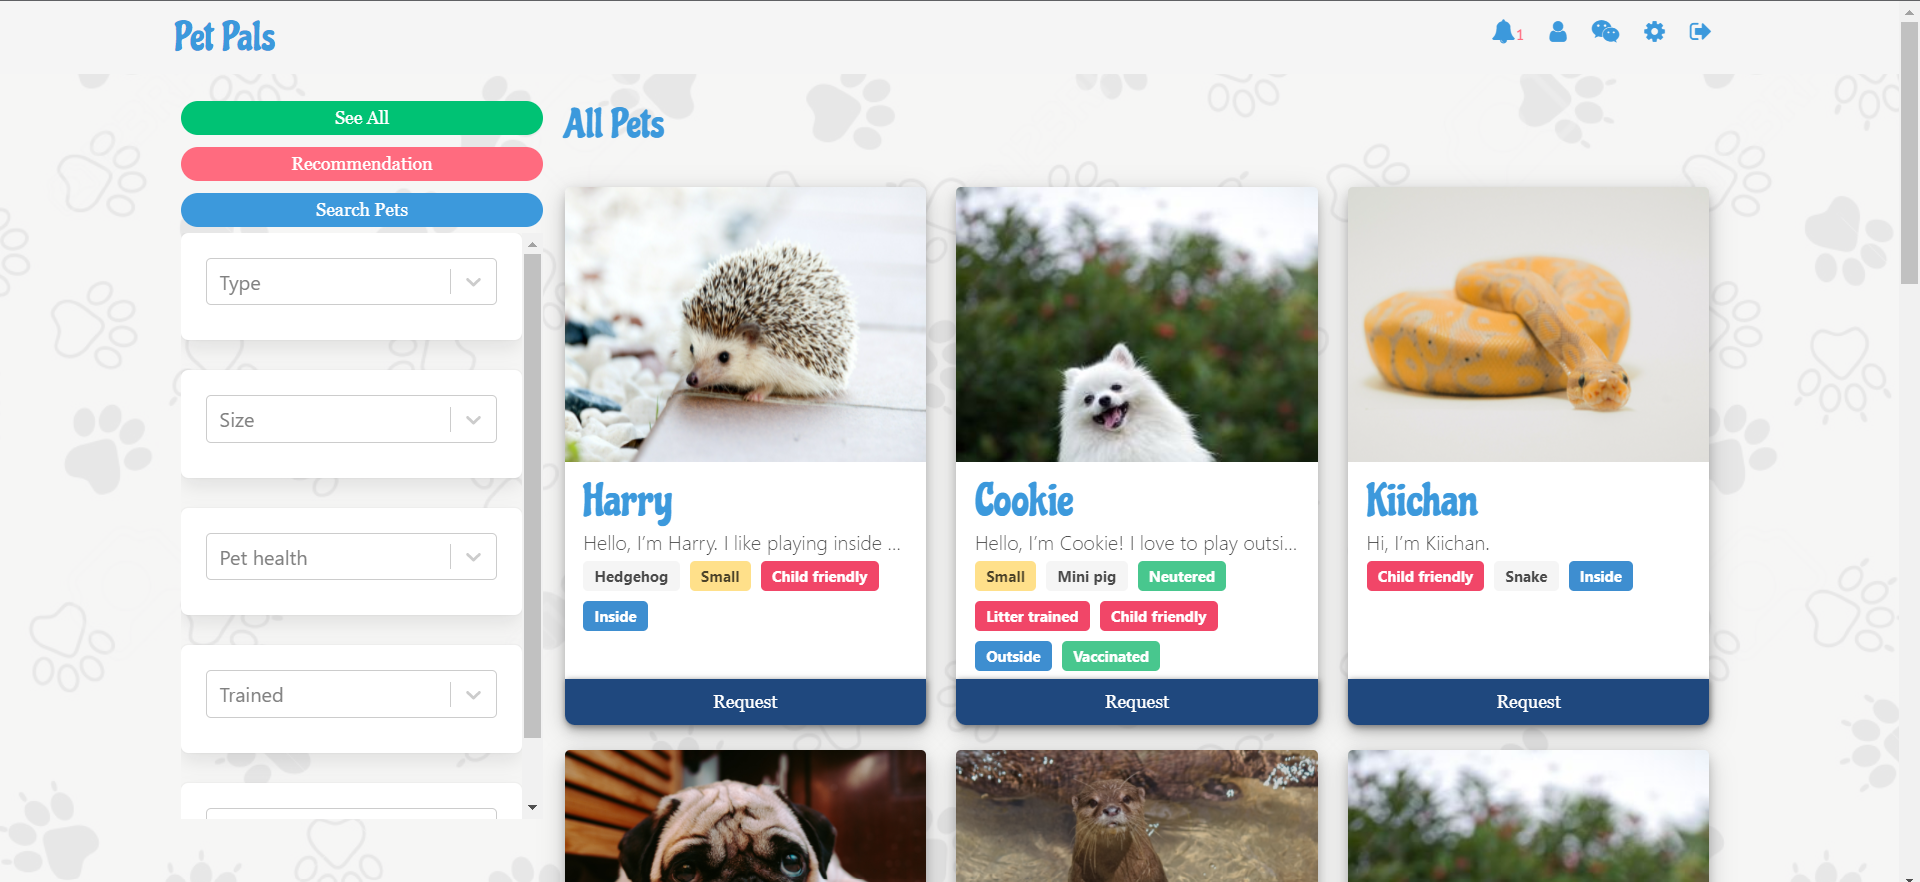 Pet Pals
1
See All
Recommendation
Search Pets
Type
Size
Pet health
Trained
All Pets
Harry
Hello, I'm Harry. I like playing inside ...
Hedgehog Small Child friendly
Inside
Request
Cookie
Hello, I'm Cookie! I love to play outsi...
Small Mini pig Neutered
Litter trained Child friendly
Outside Vaccinated
Request
Kiichan
Hi, I'm Kiichan.
Child friendly Snake Inside
Request